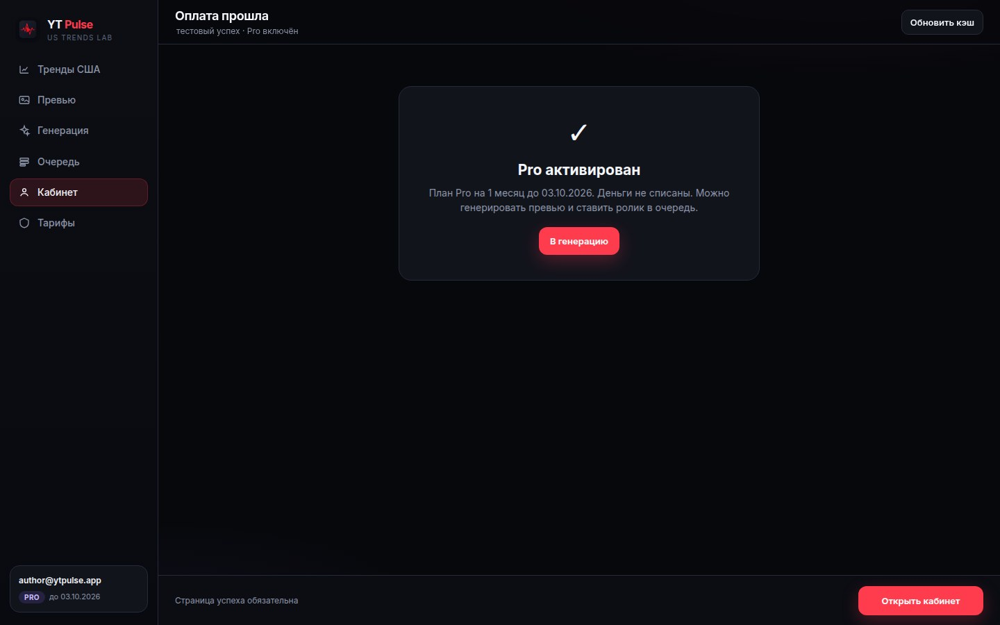 YT Pulse
US TRENDS LAB
Тренды США
Превью
Генерация
Очередь
Кабинет
Тарифы
author@ytpulse.app
PRO до 03.10.2026
Оплата прошла
тестовый успех · Pro включён
Обновить кэш
✓
Pro активирован
План Pro на 1 месяц до 03.10.2026. Деньги не списаны. Можно
генерировать превью и ставить ролик в очередь.
В генерацию
Страница успеха обязательна
Открыть кабинет